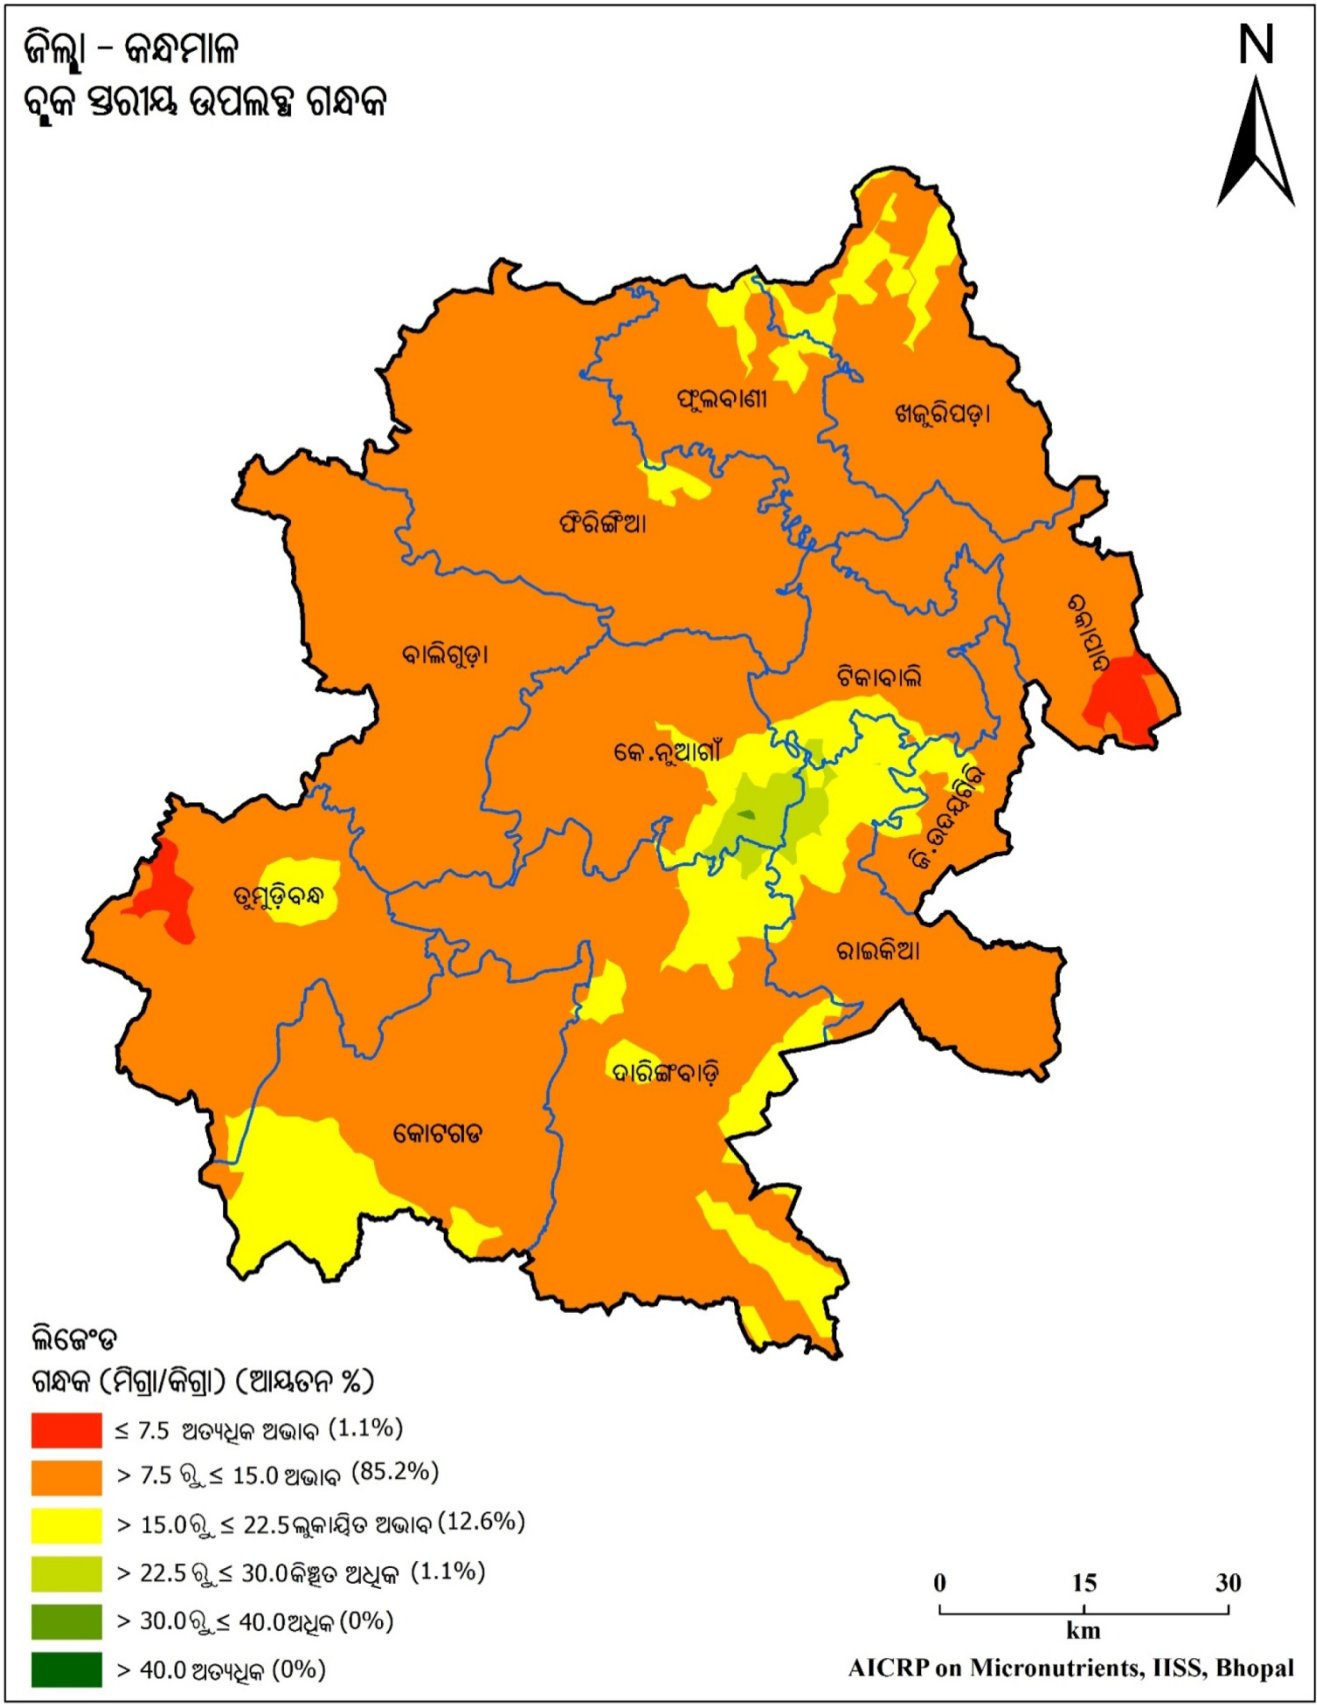 ଜିଲ୍ଲା - କନ୍ଧମାଳ
ବ୍ଲକ ସ୍ତରୀୟ ଉପଲବ୍ଧ ଗନ୍ଧକ
N
ଫୁଲବାଣୀ
ଖଜୁରିପଡ଼ା
ଫିରିଙ୍ଗିଆ
ଚକାପାଦ
ବାଲିଗୁଡ଼ା
ଟିକାବାଲି
କେ.ନୁଆଗାଁ
ଜି.ଉଦୟଗିରି
ତୁମୁଡ଼ିବନ୍ଧ
ରାଇକିଆ
ଦାରିଙ୍ଗବାଡ଼ି
କୋଟଗଡ
ଲିଜେଂଡ
ଗନ୍ଧକ (ମିଗ୍ରା/କିଗ୍ରା) (ଆୟତନ %)
≤ 7.5 ଅତ୍ୟଧିକ ଅଭାବ (1.1%)
> 7.5 ରୁ ≤ 15.0 ଅଭାବ (85.2%)
> 15.0 ରୁ ≤ 22.5 ଲୁକାୟିତ ଅଭାବ (12.6%)
> 22.5 ରୁ ≤ 30.0 କିଞ୍ଚିତ ଅଧିକ (1.1%)
> 30.0 ରୁ ≤ 40.0 ଅଧିକ (0%)
> 40.0 ଅତ୍ୟଧିକ (0%)
0 15 30
km
AICRP on Micronutrients, IISS, Bhopal